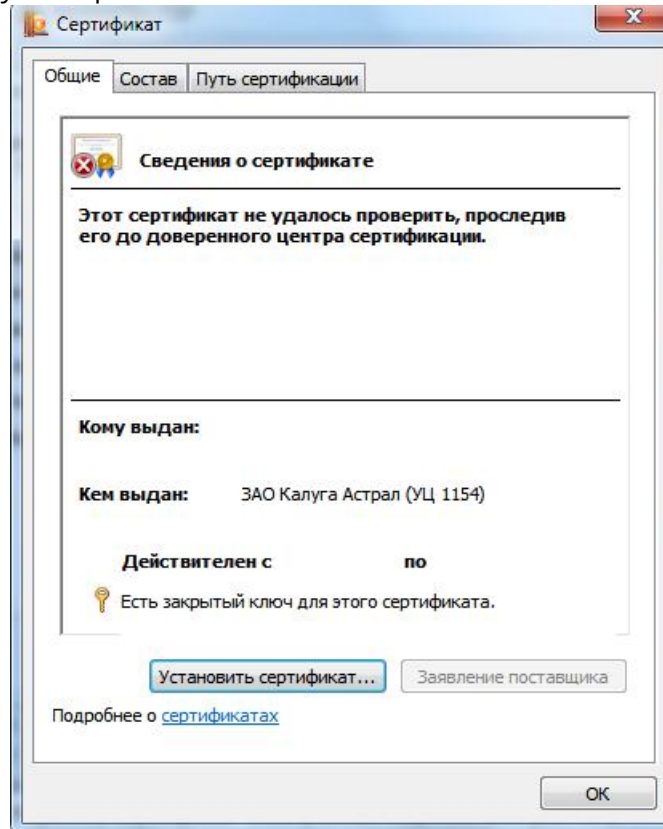 Сертификат
Общие Состав Путь сертификации
Сведения о сертификате
Этот сертификат не удалось проверить, проследив
его до доверенного центра сертификации.
Кому выдан:
Кем выдан: ЗАО Калуга Астрал (УЦ 1154)
Действителен с по
Есть закрытый ключ для этого сертификата.
Установить сертификат... Заявление поставщика
Подробнее о сертификатах
ОК